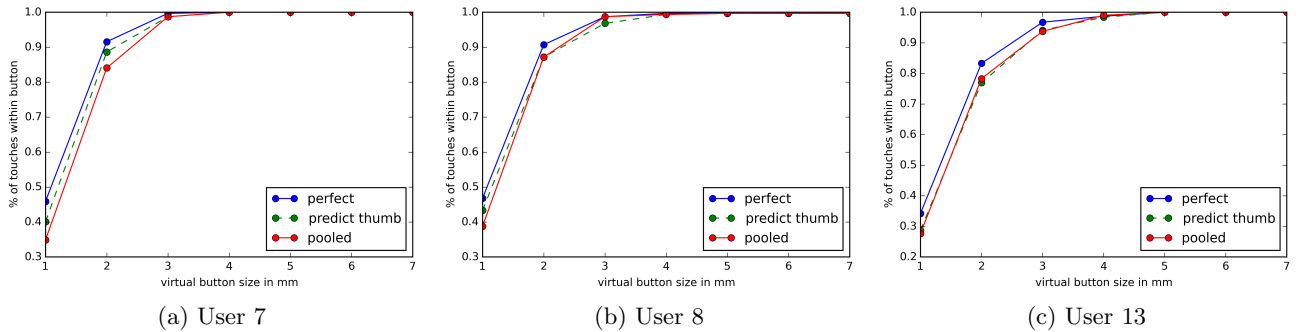 1.0
0.9
0.8
0.7
0.6
0.5
0.4
0.3
% of touches within button
1 2 3 4 5 6 7
virtual button size in mm
perfect
predict thumb
pooled
(a) User 7
1.0
0.9
0.8
0.7
0.6
0.5
0.4
0.3
% of touches within button
1 2 3 4 5 6 7
virtual button size in mm
perfect
predict thumb
pooled
(b) User 8
1.0
0.9
0.8
0.7
0.6
0.5
0.4
0.3
0.2
% of touches within button
1 2 3 4 5 6 7
virtual button size in mm
perfect
predict thumb
pooled
(c) User 13